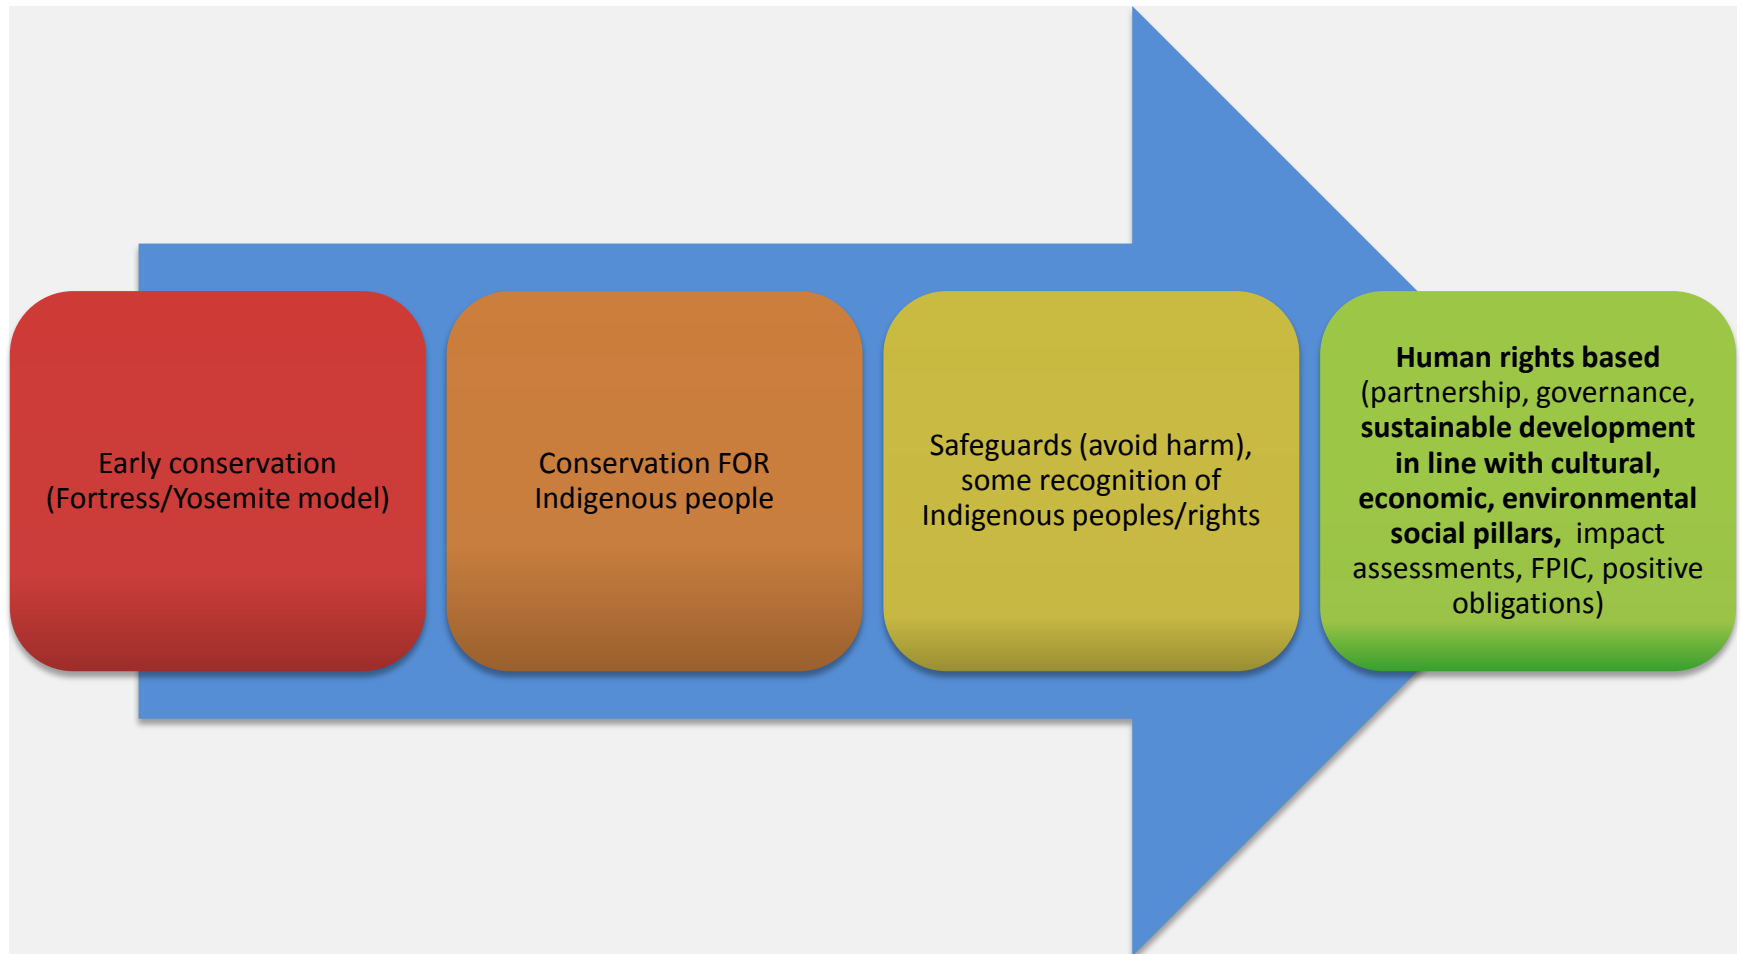 Early conservation
(Fortress/Yosemite model)
Conservation FOR
Indigenous people
Safeguards (avoid harm),
some recognition of
Indigenous peoples/rights
Human rights based
(partnership, governance,
sustainable development
in line with cultural,
economic, environmental
social pillars, impact
assessments, FPIC, positive
obligations)